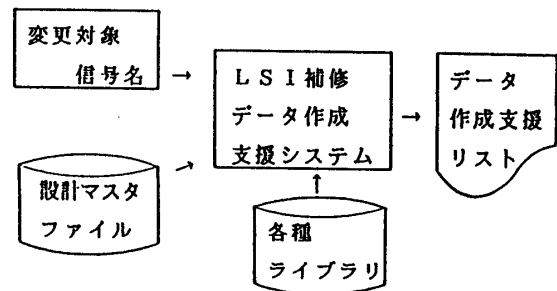 変更対象
信号名
LSI補修
データ作成
支援システム
データ
作成支援
リスト
設計マスタ
ファイル
各種
ライブラリ